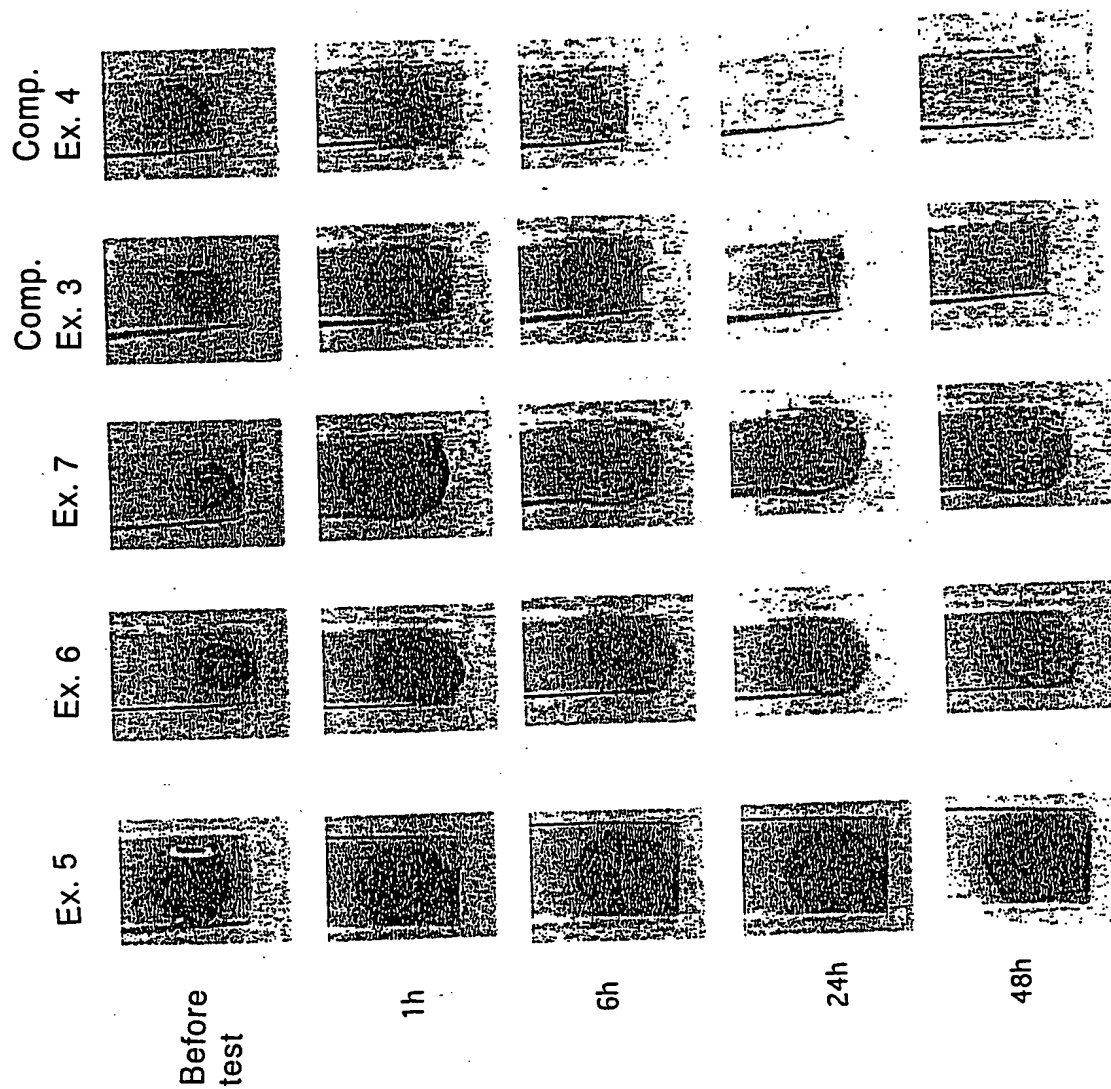 Ex. 5
Ex. 6
Ex. 7
Comp.
Ex. 3
Comp.
Ex. 4
Before
test
1h
6h
24h
48h